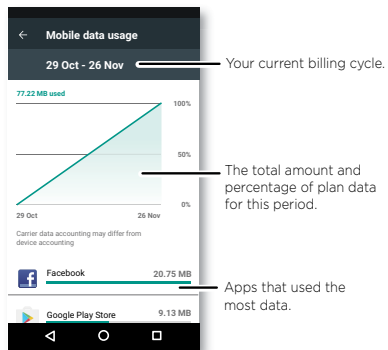 Mobile data usage
29 Oct - 26 Nov
Your current billing cycle.
77.22 MB used
100%
50%
The total amount and
percentage of plan data
for this period.
0%
29 Oct
26 Nov
Carrier data accounting may differ from
device accounting
Facebook
20.75 MB
Apps that used the
most data.
Google Play Store
9.13 MB